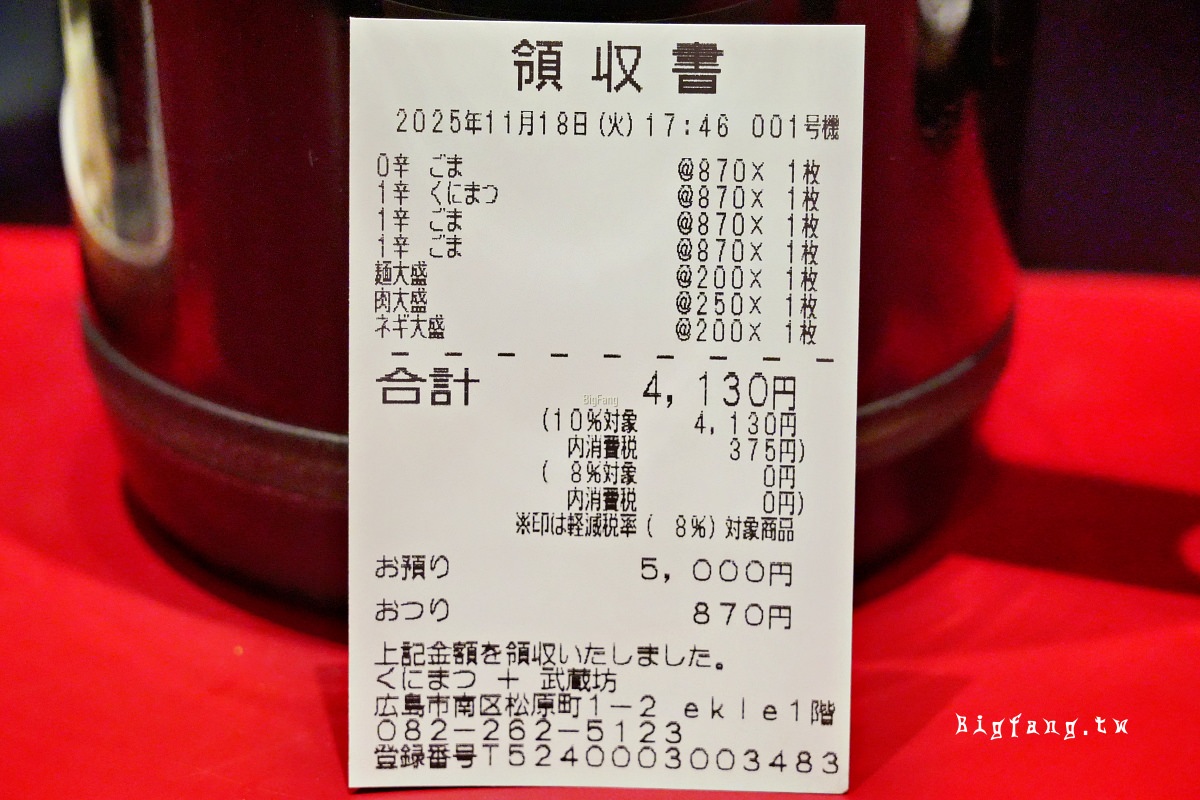 領収書
2025年11月18日(火)17:46 001号機
0辛 ごま @870× 1枚
1辛 くにまつ @870× 1枚
1辛 ごま @870× 1枚
1辛 ごま @870× 1枚
麺大盛 @200× 1枚
肉大盛 @250× 1枚
ネギ大盛 @200× 1枚
合計 4,130円
BigFang
(10%対象 4,130円
内消費税 375円)
( 8%対象 0円
内消費税 0円)
※印は軽減税率( 8%)対象商品
お預り 5,000円
おつり 870円
上記金額を領収いたしました。
くにまつ + 武蔵坊
広島市南区松原町1-2 ekie1階
082-262-5123
登録番号T5240003003483
Bigfang.tw